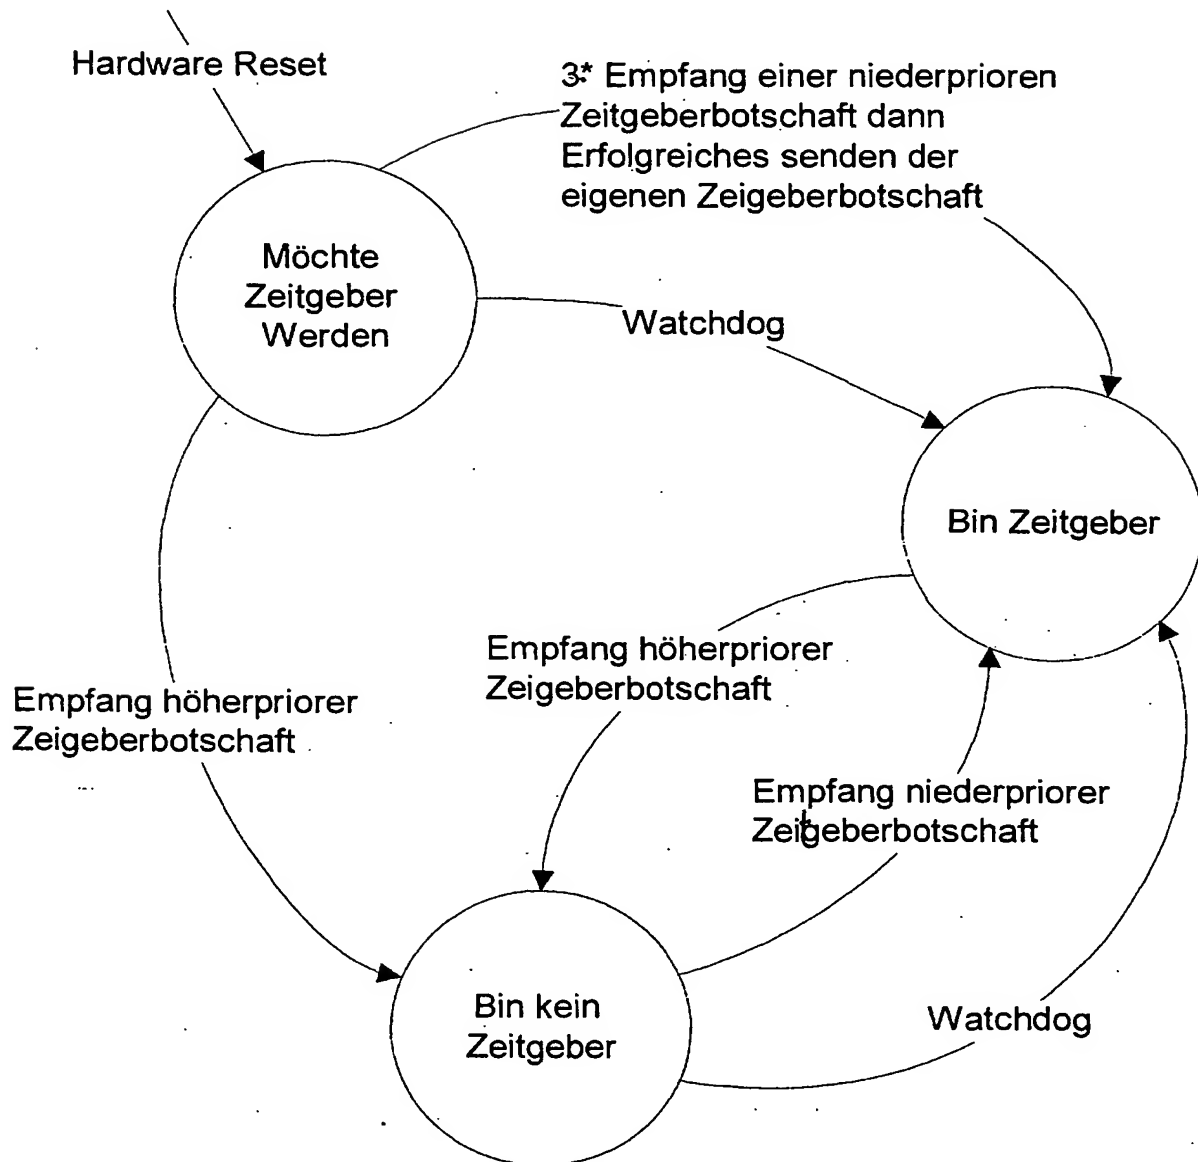 Hardware Reset
3* Empfang einer niederprioren
Zeitgeberbotschaft dann
Erfolgreiches senden der
eigenen Zeigeberbotschaft
Möchte
Zeitgeber
Werden
Watchdog
Bin Zeitgeber
Empfang höherpriorer
Zeigeberbotschaft
Empfang höherpriorer
Zeigeberbotschaft
Empfang niederpriorer
Zeitgeberbotschaft
Bin kein
Zeitgeber
Watchdog